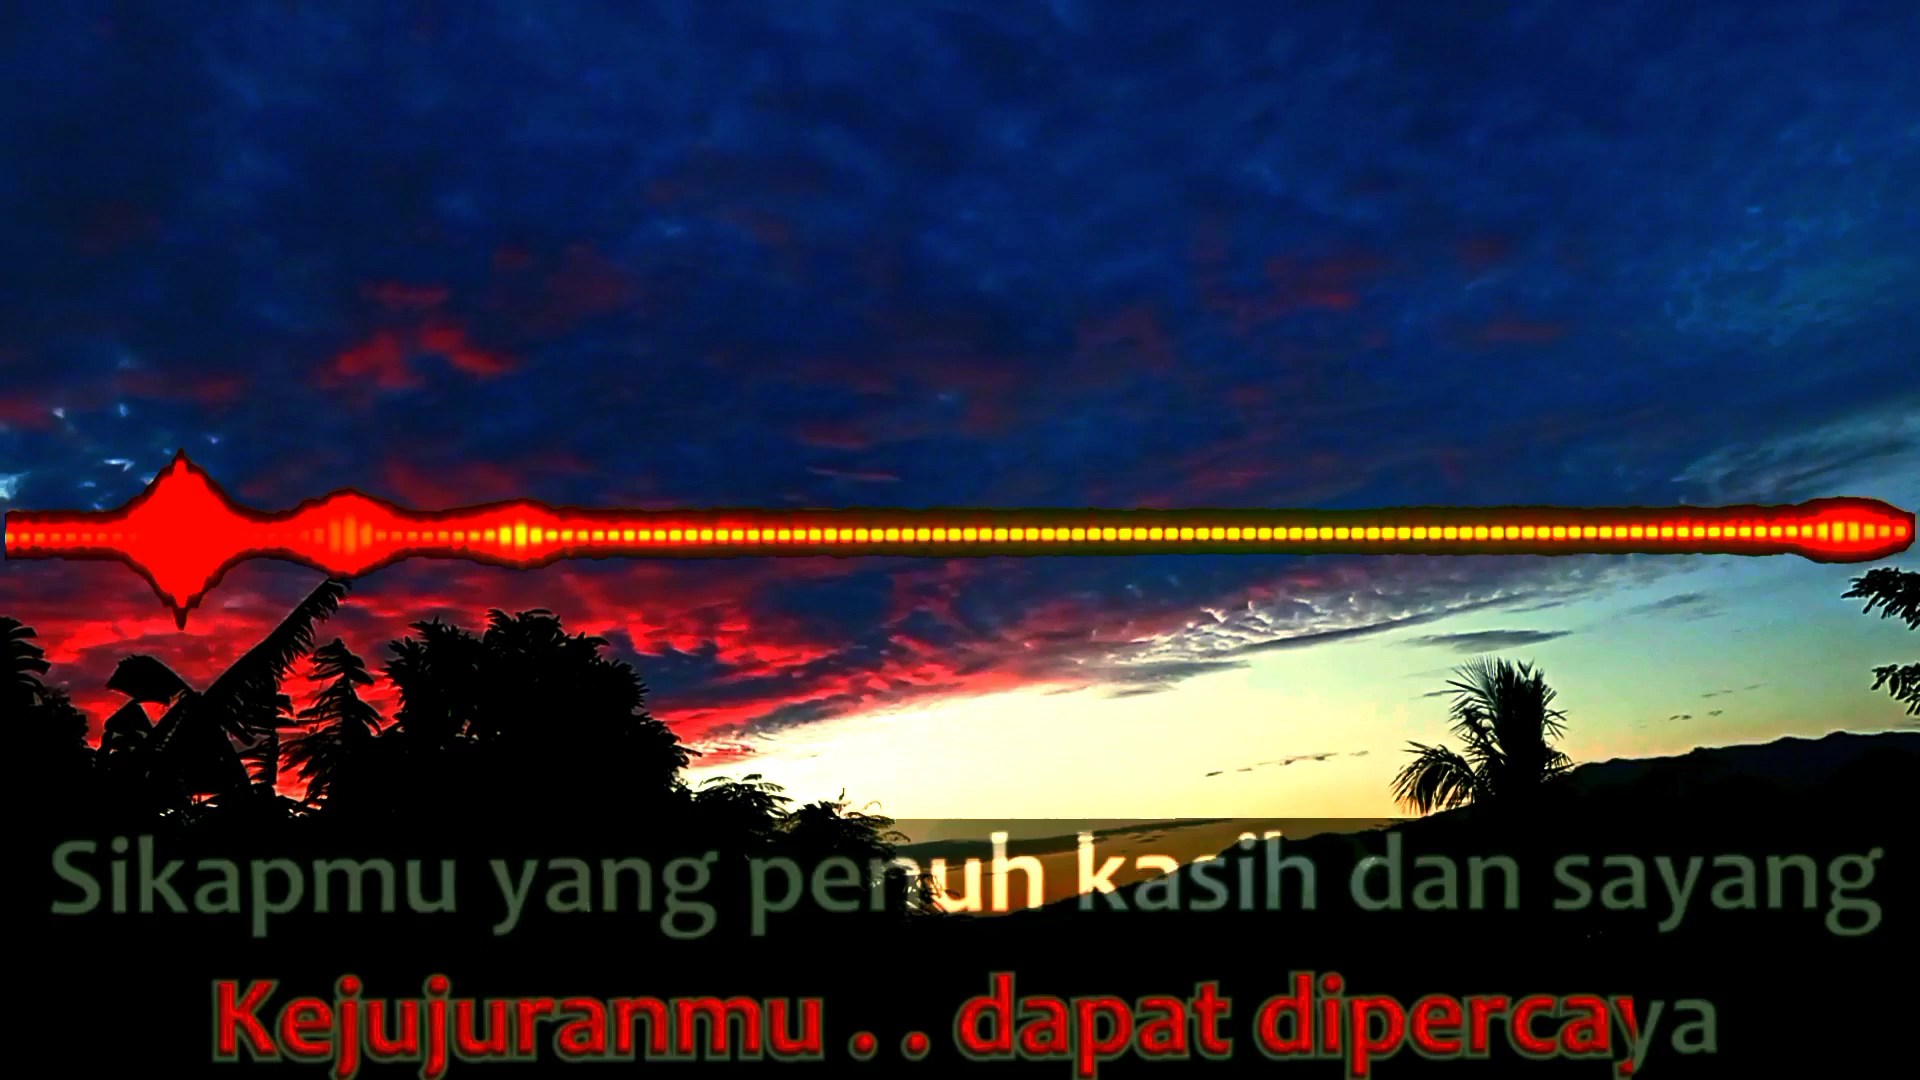 Sikapmu yang penuh kasih dan sayang
Kejujuranmu . . dapat dipercaya